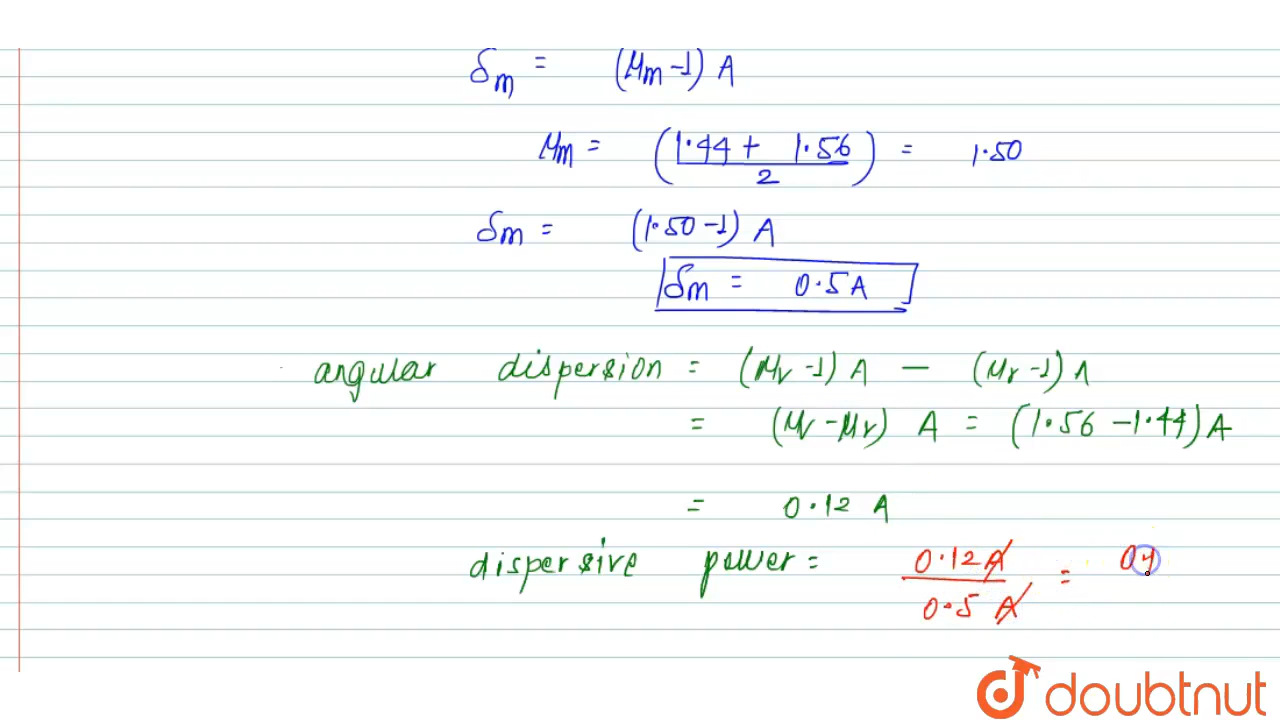 δm = (μm -1) A
μm = (1.44 + 1.56 / 2) = 1.50
δm = (1.50 -1) A
δm = 0.5A
angular dispersion = (μv -1) A - (μr -1) A
= (μv - μr) A = (1.56 - 1.44) A
= 0.12 A
dispersive power = 0.12A / 0.5 A =
doubtnut